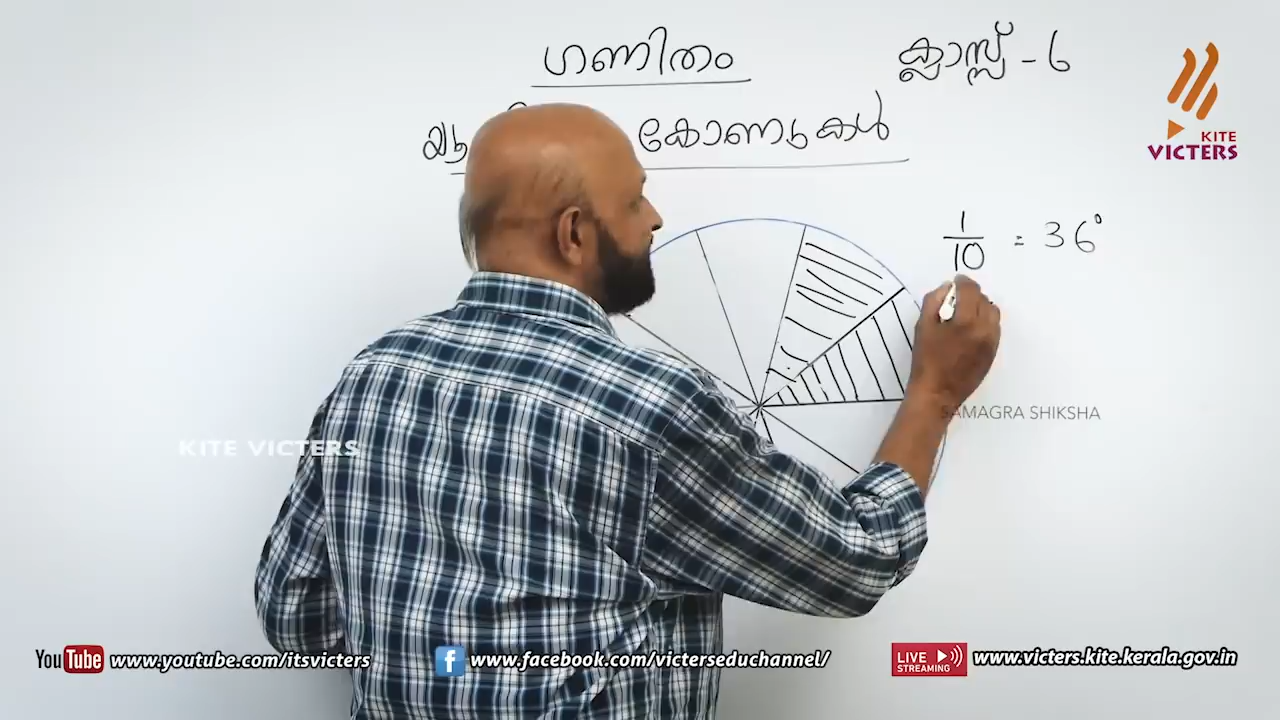 ഗണിതം
ക്ലാസ്സ് - 6
കോണുകൾ
KITE
VICTERS
1/10 = 36°
SAMAGRA SHIKSHA
KITE VICTERS
YouTube www.youtube.com/itsvicters
f www.facebook.com/victerseduchannel/
LIVE STREAMING www.victers.kite.kerala.gov.in